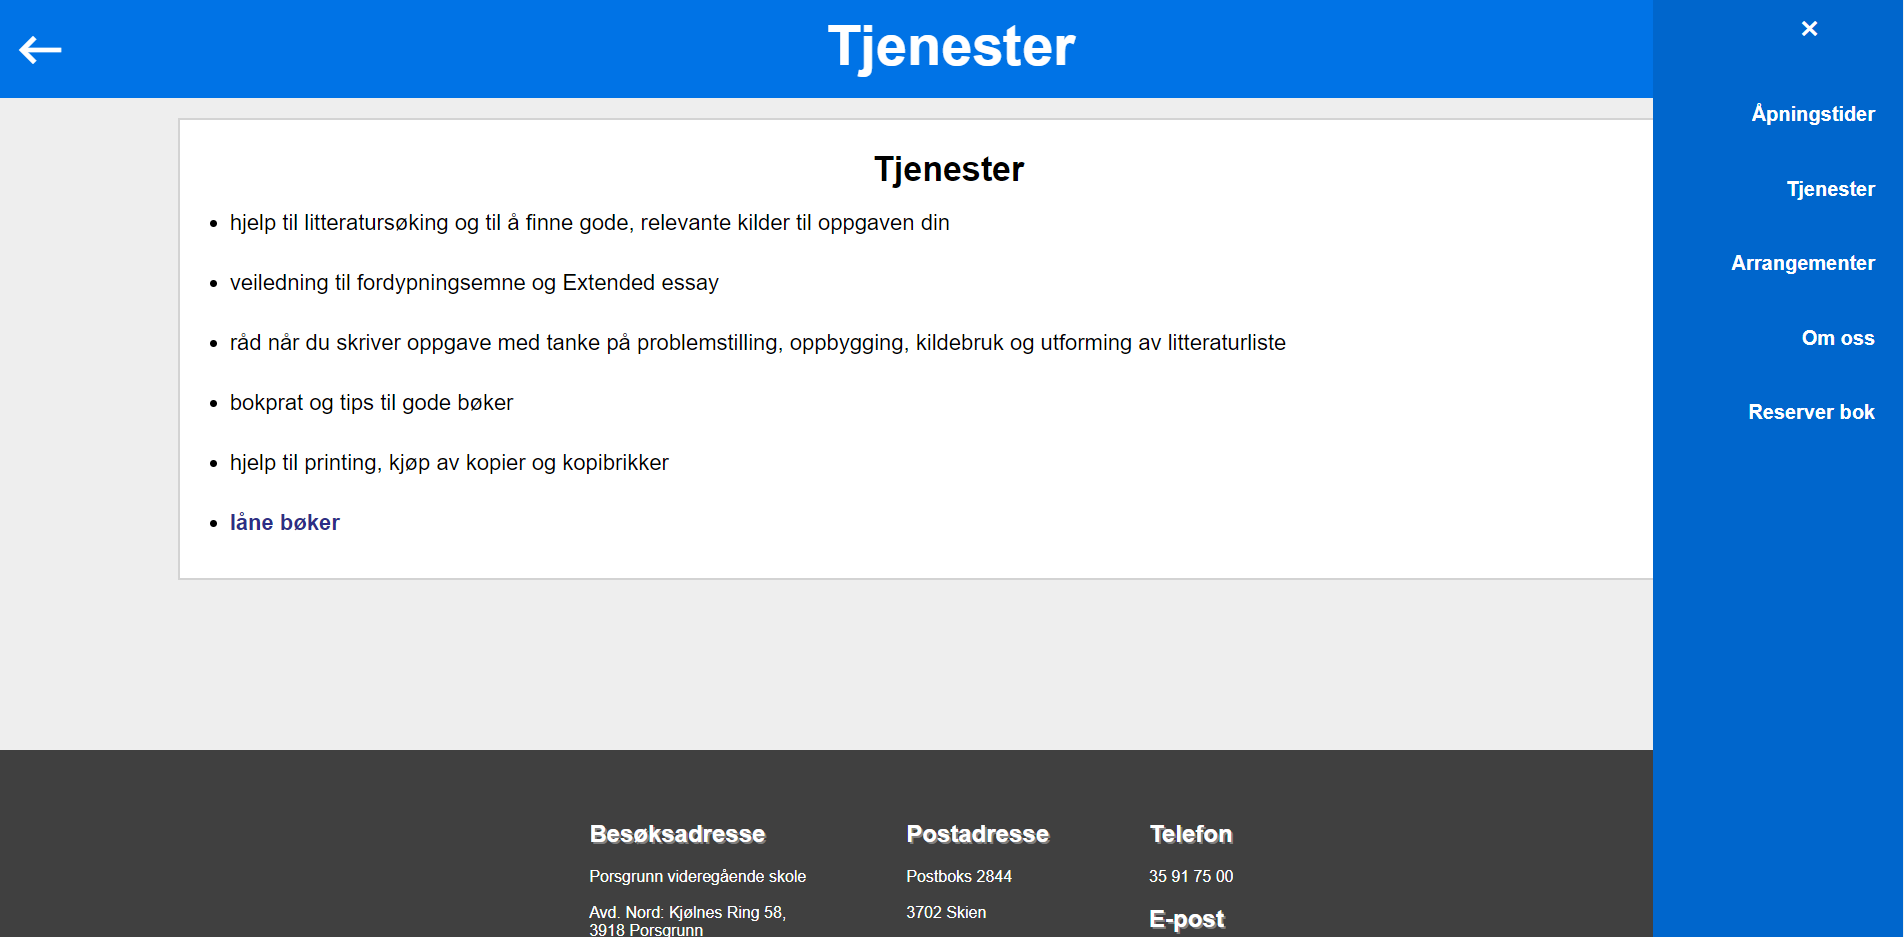 Tjenester
×
Åpningstider
Tjenester
Arrangementer
Om oss
Reserver bok
Tjenester
hjelp til litteratursøking og til å finne gode, relevante kilder til oppgaven din
veiledning til fordypningsemne og Extended essay
råd når du skriver oppgave med tanke på problemstilling, oppbygging, kildebruk og utforming av litteraturliste
bokprat og tips til gode bøker
hjelp til printing, kjøp av kopier og kopibrikker
låne bøker
Besøksadresse
Porsgrunn videregående skole
Avd. Nord: Kjølnes Ring 58,
3918 Porsgrunn
Postadresse
Postboks 2844
3702 Skien
Telefon
35 91 75 00
E-post